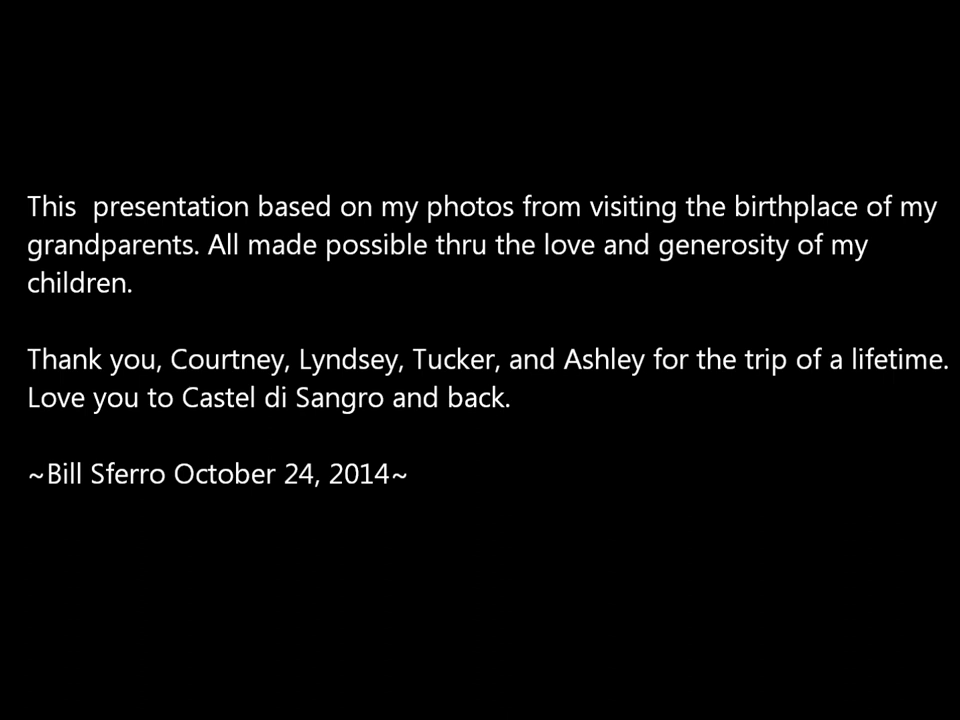 This  presentation based on my photos from visiting the birthplace of my
grandparents. All made possible thru the love and generosity of my
children.
Thank you, Courtney, Lyndsey, Tucker, and Ashley for the trip of a lifetime.
Love you to Castel di Sangro and back.
~Bill Sferro October 24, 2014~